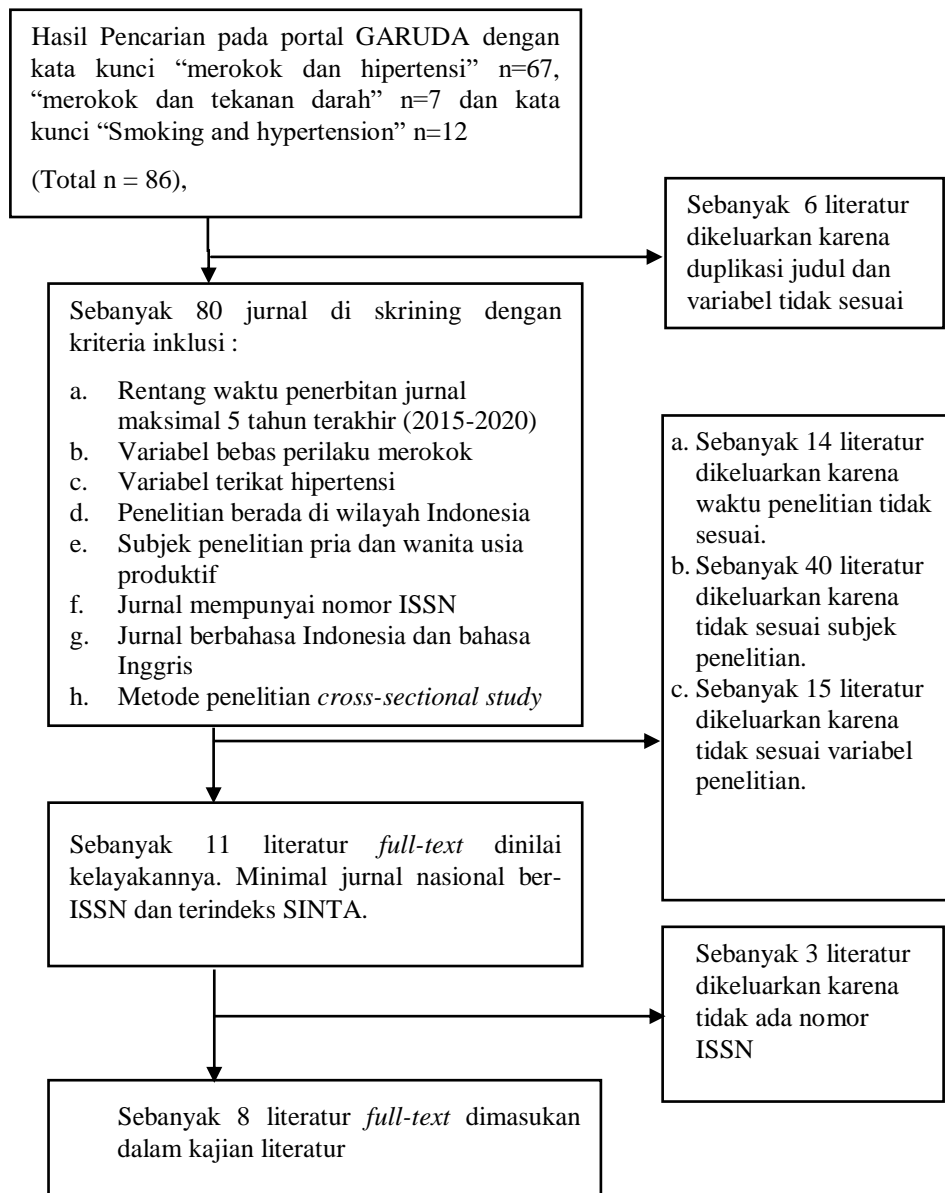 Hasil Pencarian pada portal GARUDA dengan
kata kunci “merokok dan hipertensi” n=67,
“merokok dan tekanan darah” n=7 dan kata
kunci “Smoking and hypertension” n=12
(Total n = 86),
Sebanyak 6 literatur
dikeluarkan karena
duplikasi judul dan
variabel tidak sesuai
Sebanyak 80 jurnal di skrining dengan
kriteria inklusi :
a. Rentang waktu penerbitan jurnal
maksimal 5 tahun terakhir (2015-2020)
b. Variabel bebas perilaku merokok
c. Variabel terikat hipertensi
d. Penelitian berada di wilayah Indonesia
e. Subjek penelitian pria dan wanita usia
produktif
f. Jurnal mempunyai nomor ISSN
g. Jurnal berbahasa Indonesia dan bahasa
Inggris
h. Metode penelitian cross-sectional study
a. Sebanyak 14 literatur
dikeluarkan karena
waktu penelitian tidak
sesuai.
b. Sebanyak 40 literatur
dikeluarkan karena
tidak sesuai subjek
penelitian.
c. Sebanyak 15 literatur
dikeluarkan karena
tidak sesuai variabel
penelitian.
Sebanyak 11 literatur full-text dinilai
kelayakannya. Minimal jurnal nasional ber-
ISSN dan terindeks SINTA.
Sebanyak 3 literatur
dikeluarkan karena
tidak ada nomor
ISSN
Sebanyak 8 literatur full-text dimasukan
dalam kajian literatur